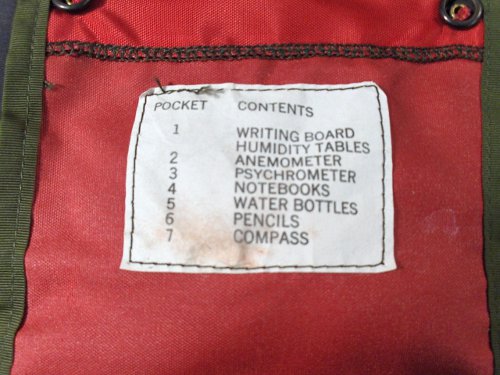 POCKET CONTENTS
1 WRITING BOARD
HUMIDITY TABLES
2 ANEMOMETER
3 PSYCHROMETER
4 NOTEBOOKS
5 WATER BOTTLES
6 PENCILS
7 COMPASS